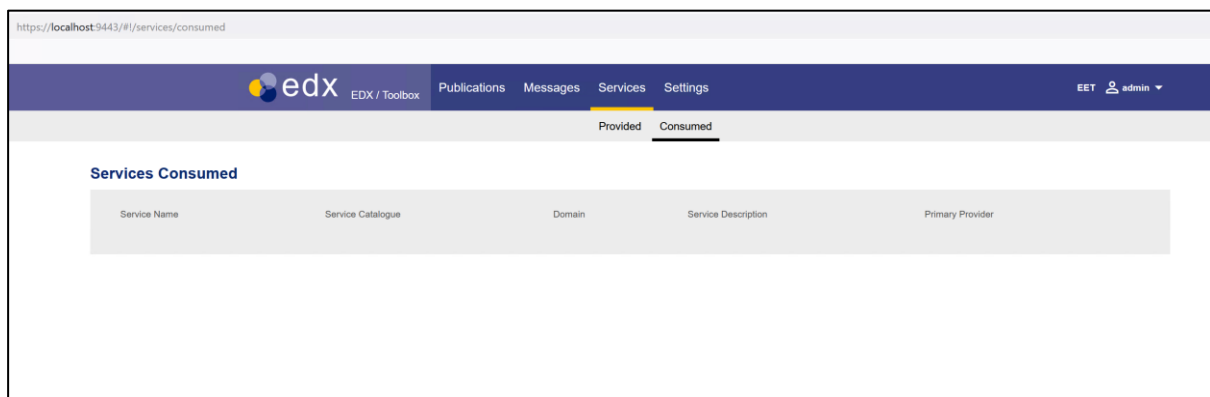 https://localhost:9443/#!/services/consumed
edx EDX / Toolbox Publications Messages Services Settings EET admin
Provided Consumed
Services Consumed
Service Name Service Catalogue Domain Service Description Primary Provider